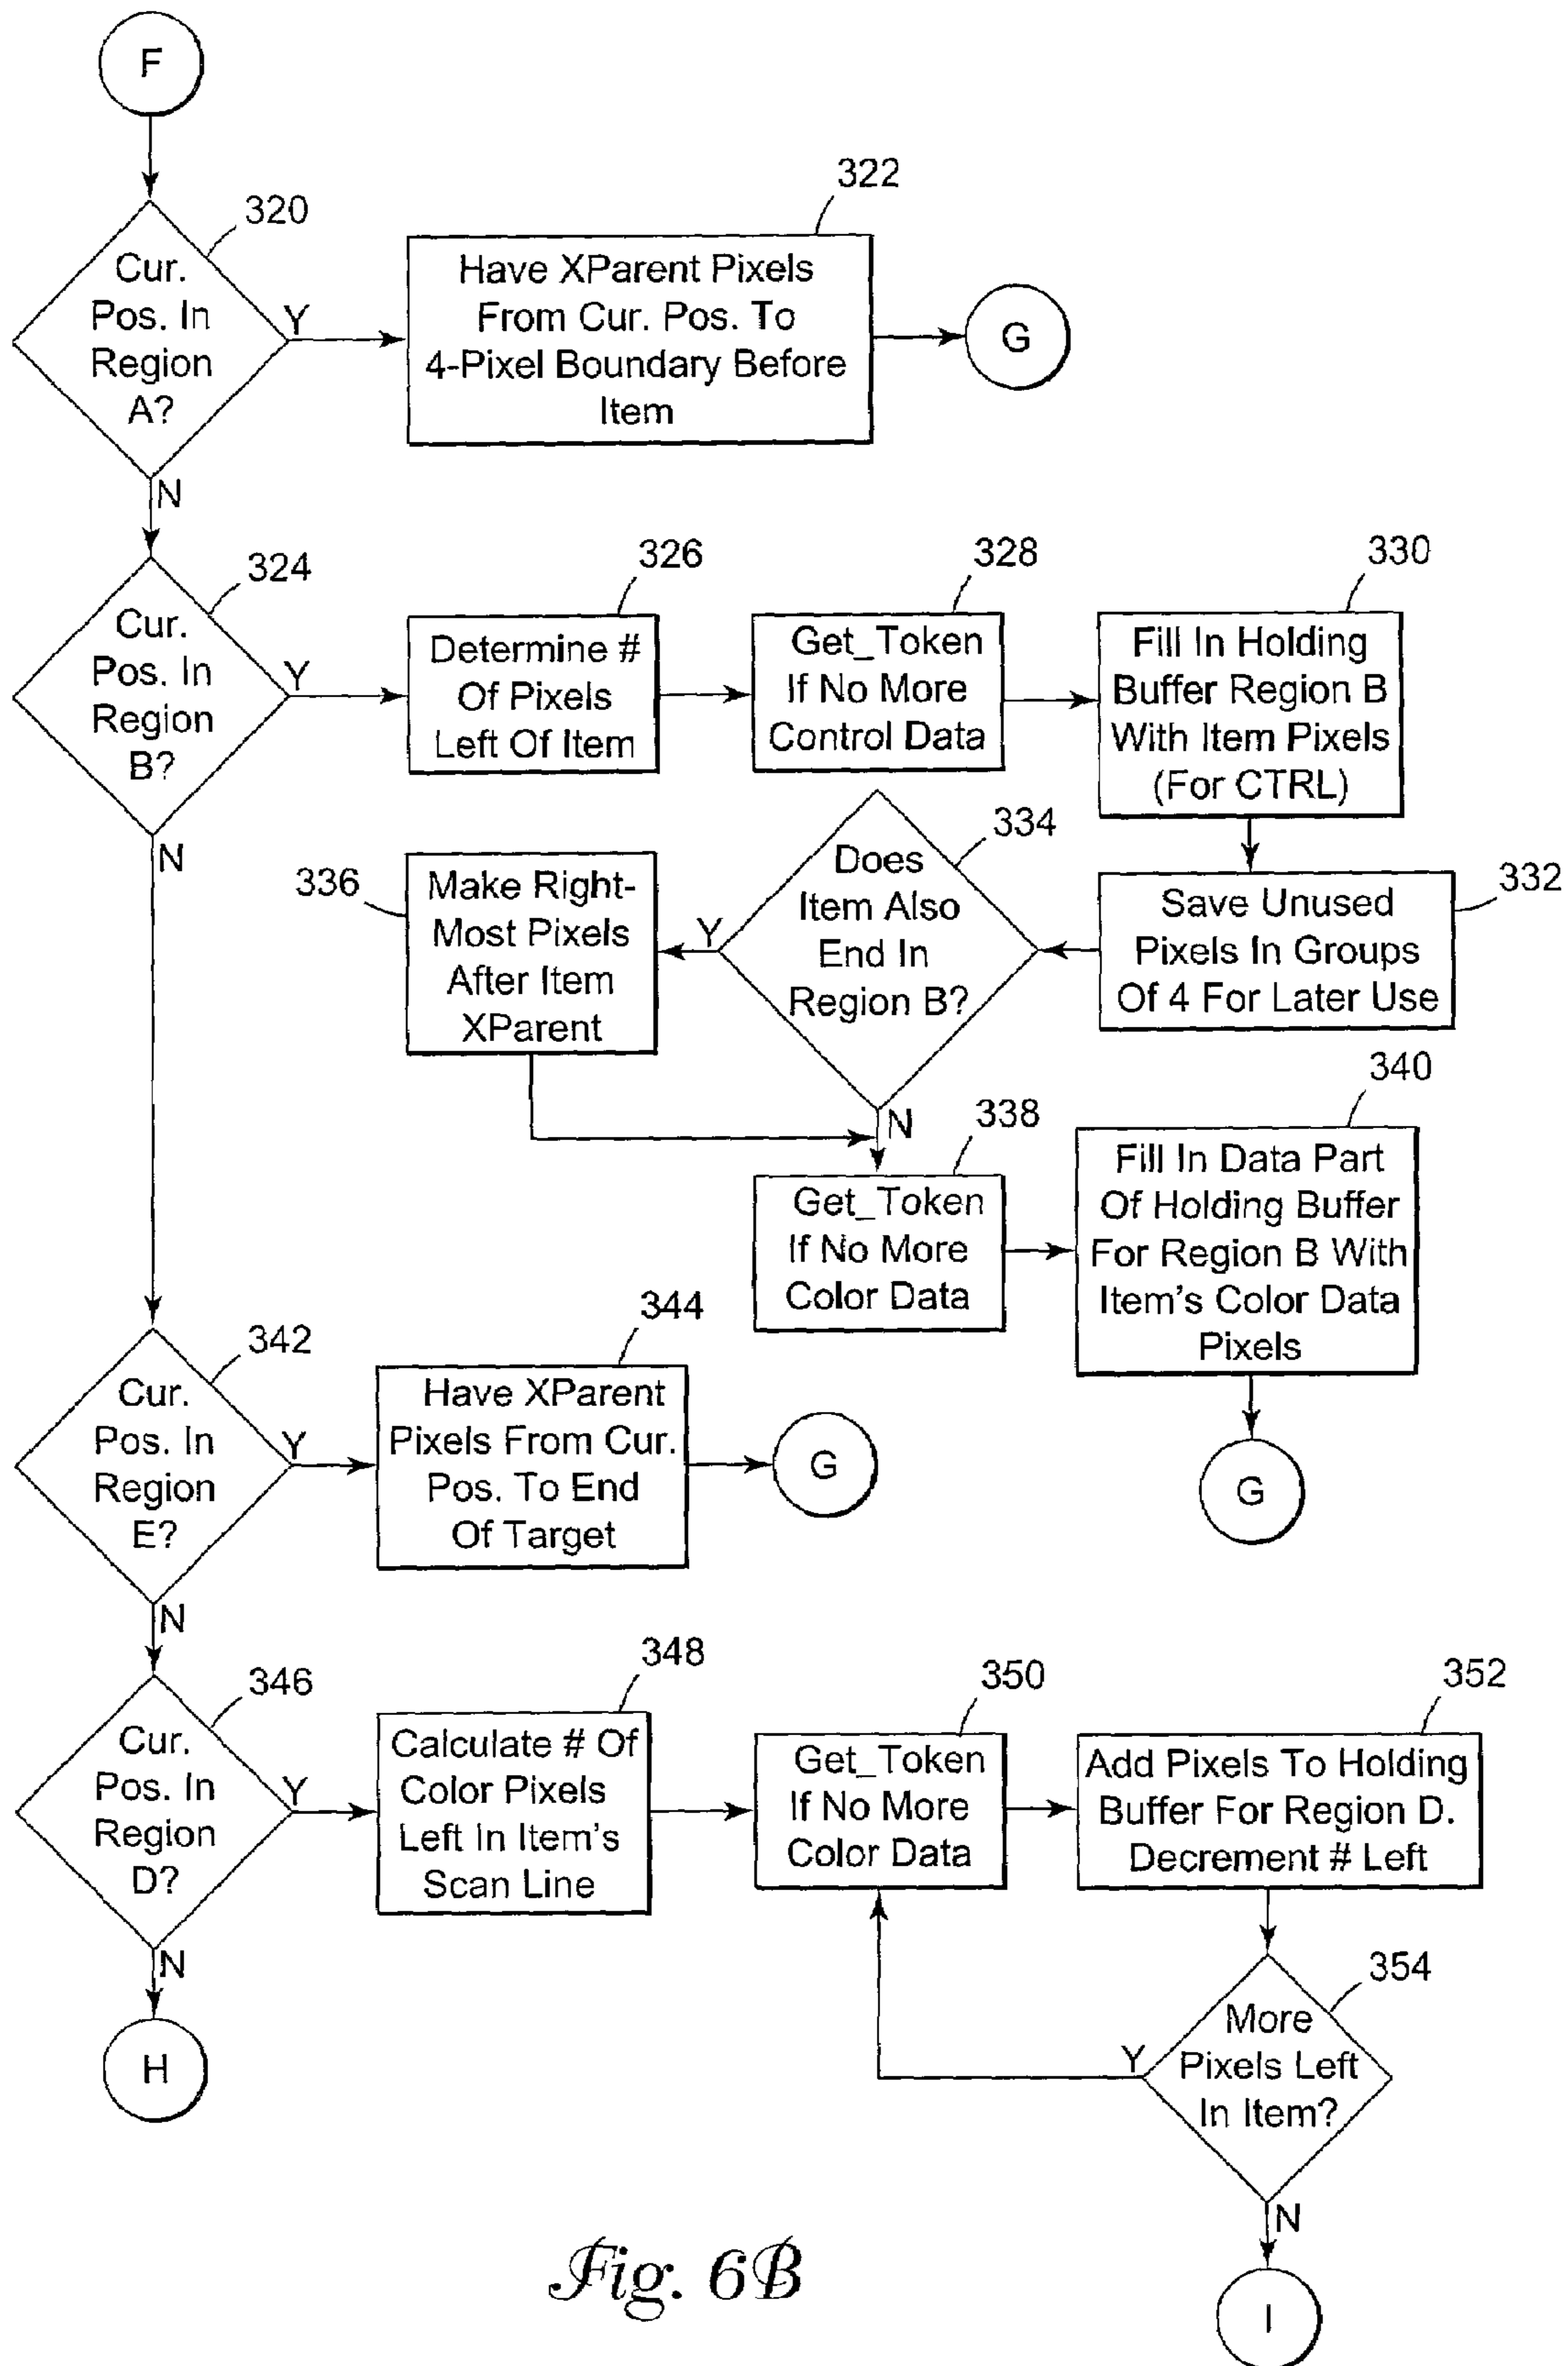 F
320
322
Cur.
Pos. In
Region
A?
Y
Have XParent Pixels
From Cur. Pos. To
4-Pixel Boundary Before
Item
G
N
324
326
328
330
Cur.
Pos. In
Region
B?
Y
Determine #
Of Pixels
Left Of Item
Get_Token
If No More
Control Data
Fill In Holding
Buffer Region B
With Item Pixels
(For CTRL)
N
332
Save Unused
Pixels In Groups
Of 4 For Later Use
334
Does
Item Also
End In
Region B?
Y
336
Make Right-
Most Pixels
After Item
XParent
N
338
Get_Token
If No More
Color Data
340
Fill In Data Part
Of Holding Buffer
For Region B With
Item's Color Data
Pixels
G
342
344
Cur.
Pos. In
Region
E?
Y
Have XParent
Pixels From Cur.
Pos. To End
Of Target
G
N
346
348
350
352
Cur.
Pos. In
Region
D?
Y
Calculate # Of
Color Pixels
Left In Item's
Scan Line
Get_Token
If No More
Color Data
Add Pixels To Holding
Buffer For Region D.
Decrement # Left
N
H
354
More
Pixels Left
In Item?
Y
N
I
Fig. 6B